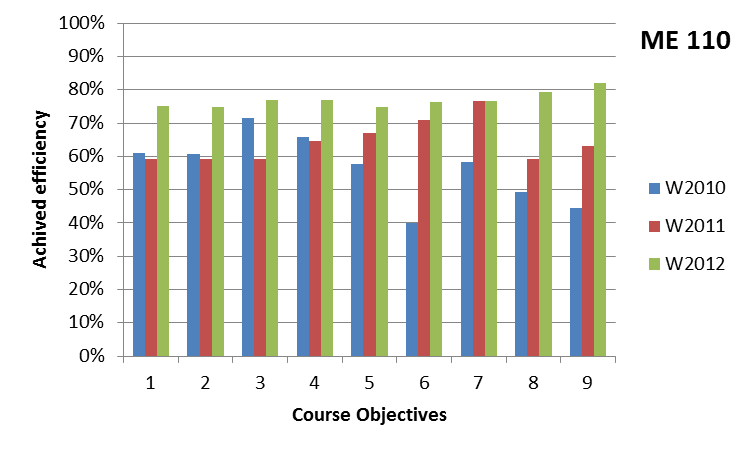 ME 110
100%
90%
80%
70%
60%
50%
40%
30%
20%
10%
0%
Achived efficiency
1 2 3 4 5 6 7 8 9
Course Objectives
W2010
W2011
W2012